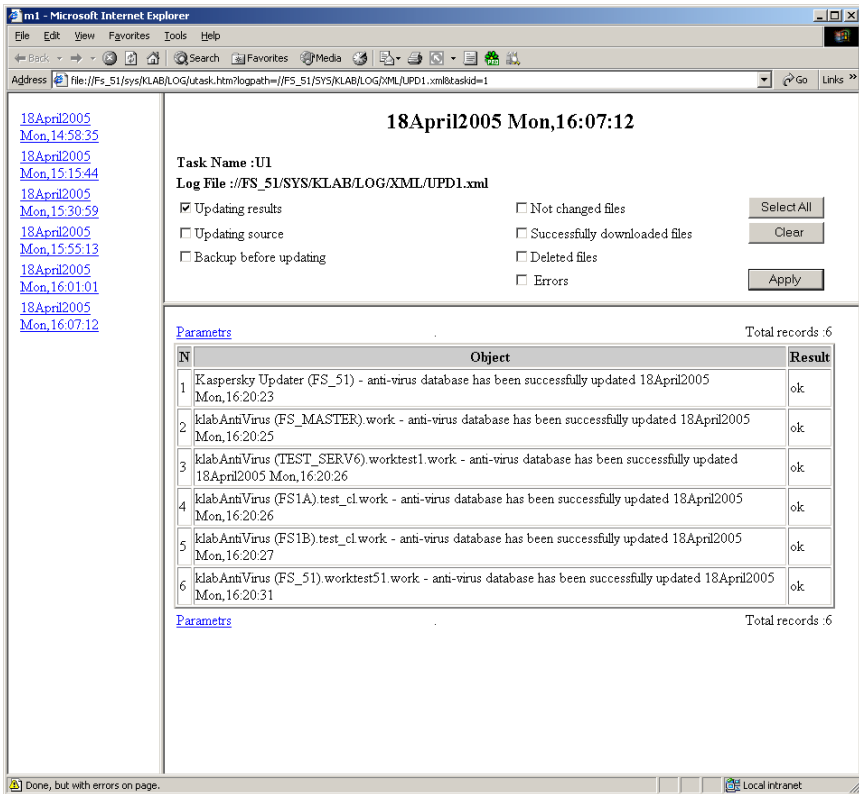 m1 - Microsoft Internet Explorer
File Edit View Favorites Tools Help
Back Search Favorites Media
Address file://Fs_51/sys/KLAB/LOG/utask.htm?logpath=//FS_51/SYS/KLAB/LOG/XML/UPD1.xml&taskid=1 Go Links »
18April2005
Mon,14:58:35
18April2005
Mon,15:15:44
18April2005
Mon,15:30:59
18April2005
Mon,15:55:13
18April2005
Mon,16:01:01
18April2005
Mon,16:07:12
18April2005 Mon,16:07:12
Task Name :U1
Log File ://FS_51/SYS/KLAB/LOG/XML/UPD1.xml
Updating results Not changed files Select All
Updating source Successfully downloaded files Clear
Backup before updating Deleted files
Errors Apply
Parametrs . Total records :6
N Object Result
1 Kaspersky Updater (FS_51) - anti-virus database has been successfully updated 18April2005
Mon,16:20:23 ok
2 klabAntiVirus (FS_MASTER).work - anti-virus database has been successfully updated 18April2005
Mon,16:20:25 ok
3 klabAntiVirus (TEST_SERV6).worktest1.work - anti-virus database has been successfully updated
18April2005 Mon,16:20:26 ok
4 klabAntiVirus (FS1A).test_cl.work - anti-virus database has been successfully updated 18April2005
Mon,16:20:26 ok
5 klabAntiVirus (FS1B).test_cl.work - anti-virus database has been successfully updated 18April2005
Mon,16:20:27 ok
6 klabAntiVirus (FS_51).worktest51.work - anti-virus database has been successfully updated 18April2005
Mon,16:20:31 ok
Parametrs . Total records :6
Done, but with errors on page. Local intranet